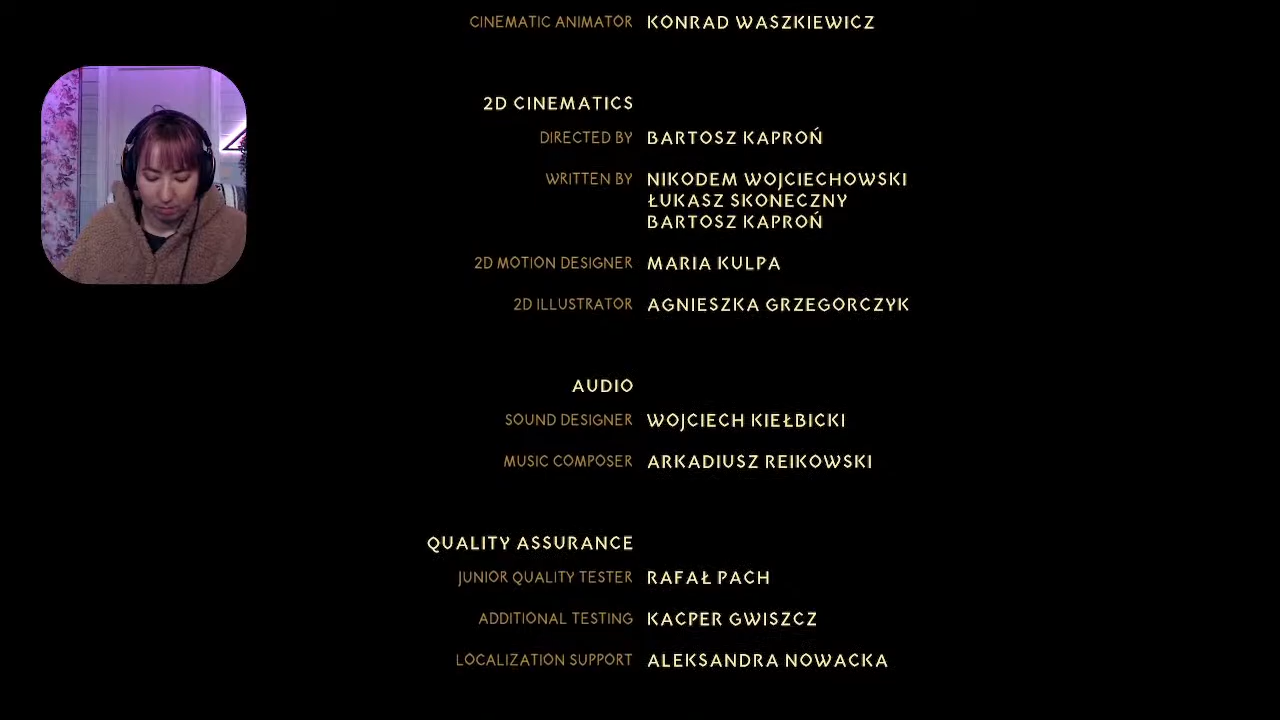 CINEMATIC ANIMATOR KONRAD WASZKIEWICZ
2D CINEMATICS
DIRECTED BY BARTOSZ KAPROŃ
WRITTEN BY NIKODEM WOJCIECHOWSKI
ŁUKASZ SKONECZNY
BARTOSZ KAPROŃ
2D MOTION DESIGNER MARIA KULPA
2D ILLUSTRATOR AGNIESZKA GRZEGORCZYK
AUDIO
SOUND DESIGNER WOJCIECH KIEŁBICKI
MUSIC COMPOSER ARKADIUSZ REIKOWSKI
QUALITY ASSURANCE
JUNIOR QUALITY TESTER RAFAŁ PACH
ADDITIONAL TESTING KACPER GWISZCZ
LOCALIZATION SUPPORT ALEKSANDRA NOWACKA